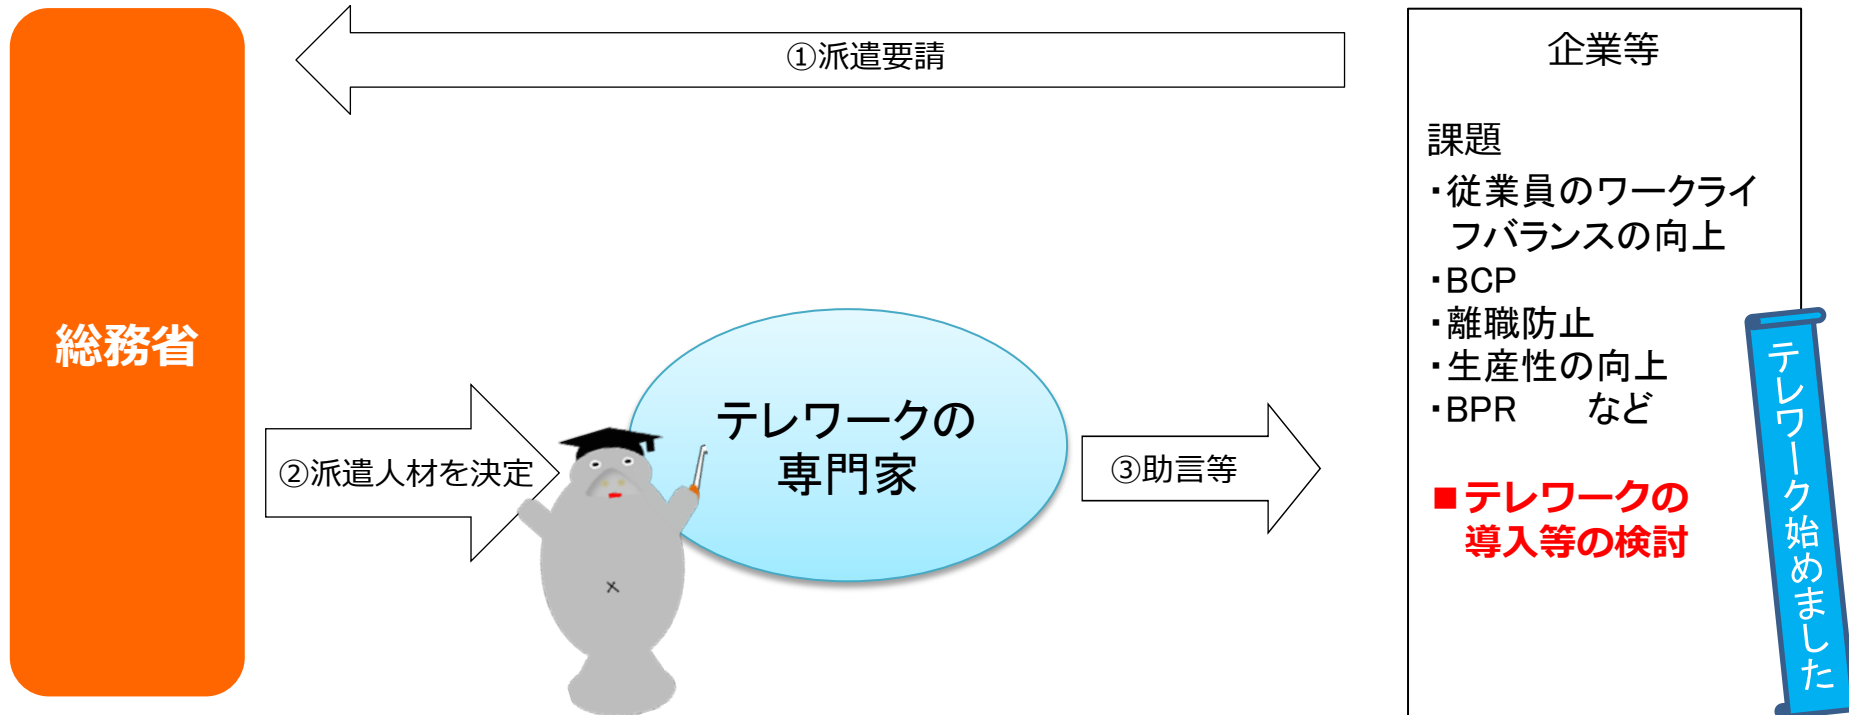 総務省
①派遣要請
②派遣人材を決定
テレワークの
専門家
③助言等
企業等
課題
・従業員のワークライ
フバランスの向上
・BCP
・離職防止
・生産性の向上
・BPR　　など
■テレワークの
導入等の検討
テレワーク始めました